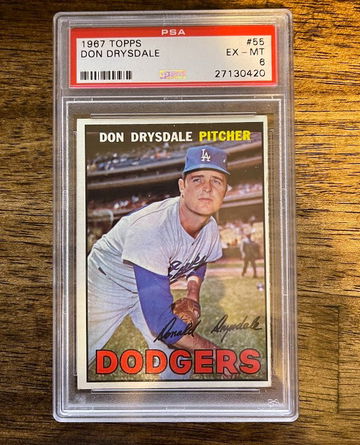 PSA
1967 TOPPS #55
DON DRYSDALE EX - MT
6
27130420
DON DRYSDALE PITCHER
LA
Donald Drysdale
DODGERS